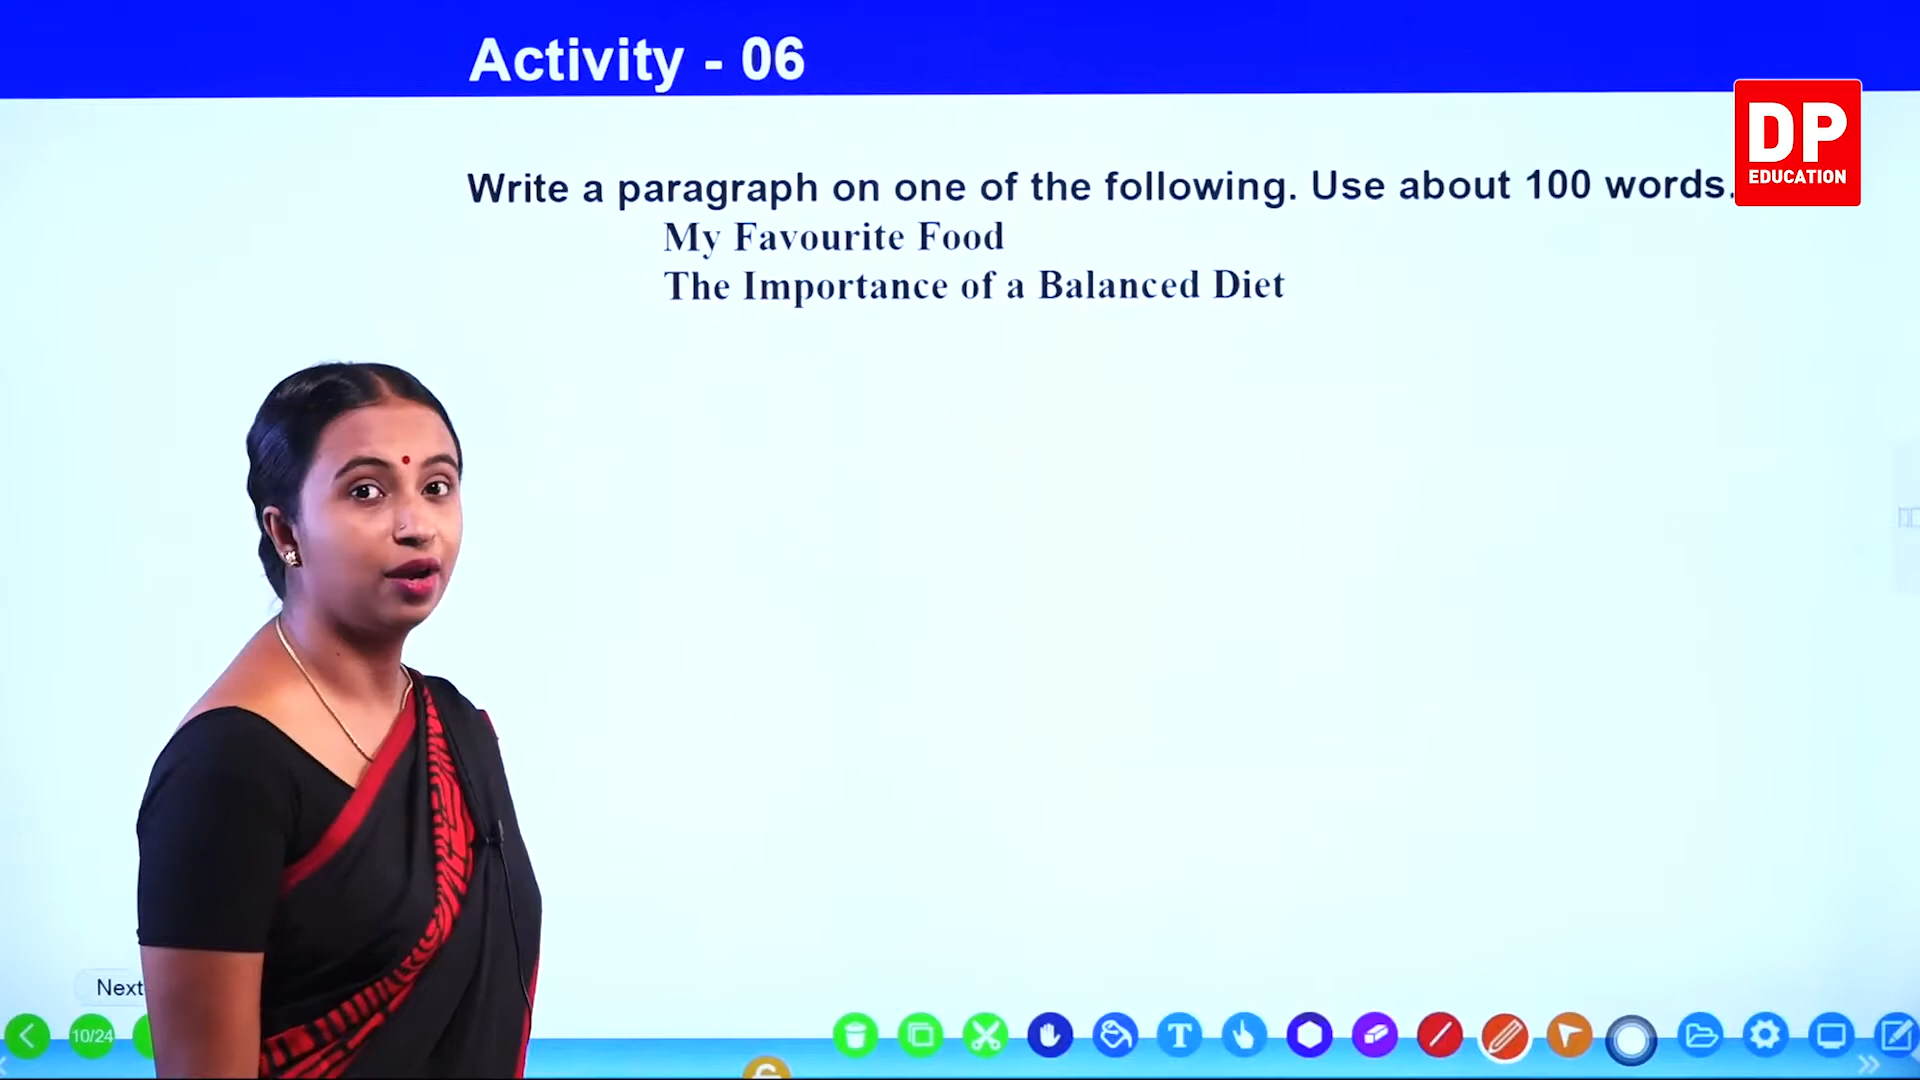 Activity - 06
DP
EDUCATION
Write a paragraph on one of the following. Use about 100 words.
My Favourite Food
The Importance of a Balanced Diet
Next
10/24
T